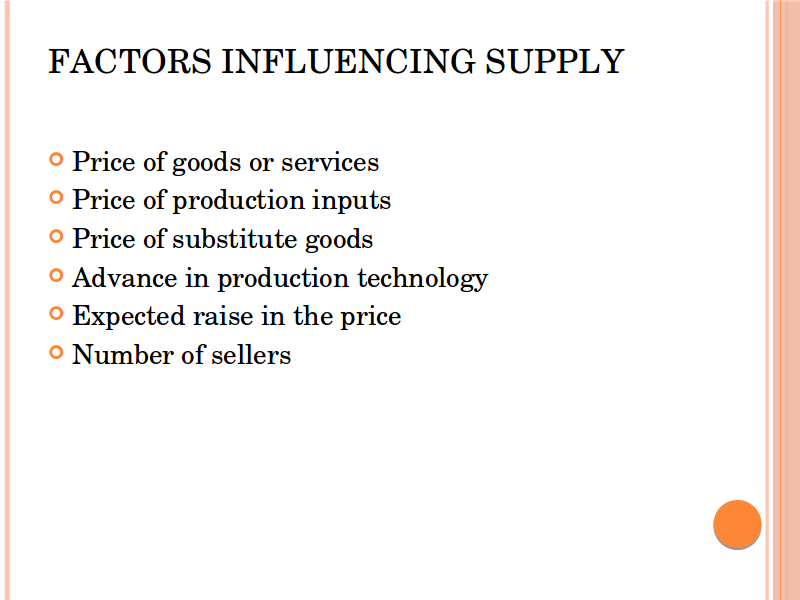 FACTORS INFLUENCING SUPPLY
Price of goods or services
Price of production inputs
Price of substitute goods
Advance in production technology
Expected raise in the price
Number of sellers